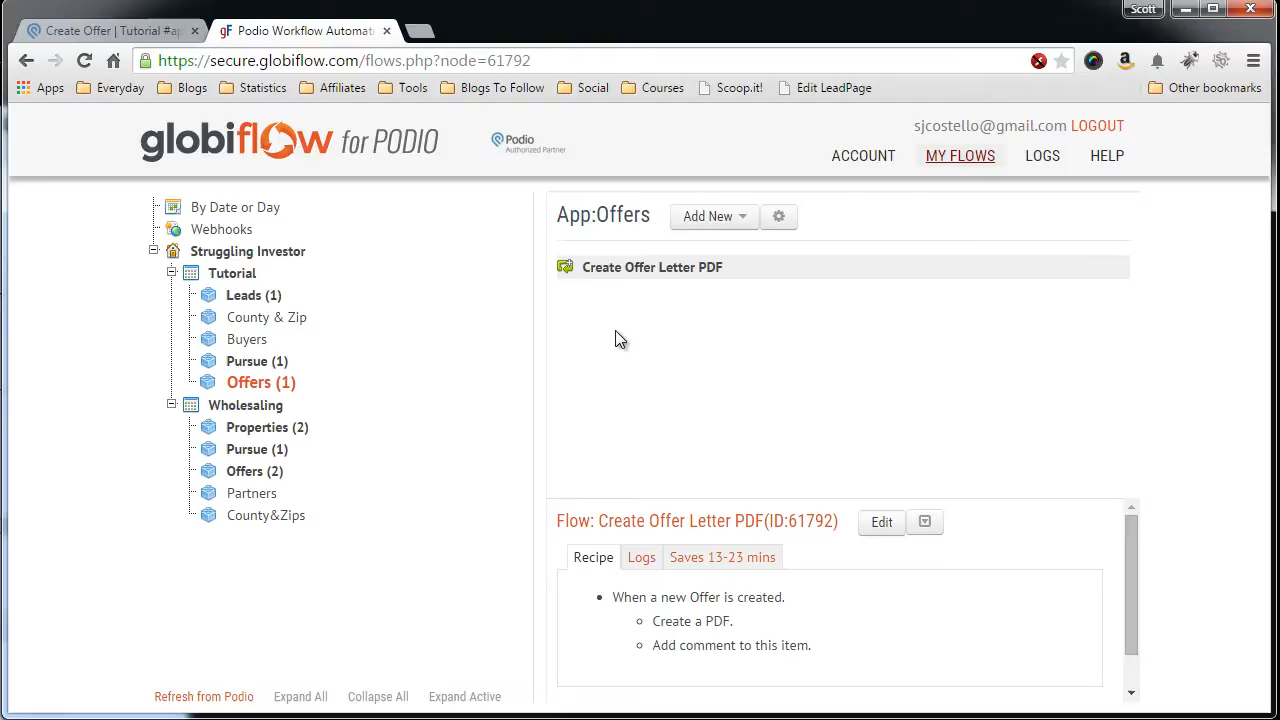 Scott
Create Offer | Tutorial #ap
Podio Workflow Automat
https://secure.globiflow.com/flows.php?node=61792
Apps
Everyday
Blogs
Statistics
Affiliates
Tools
Blogs To Follow
Social
Courses
Scoop.it!
Edit LeadPage
Other bookmarks
globiflow for PODIO
Podio
Authorized Partner
sjcostello@gmail.com LOGOUT
ACCOUNT
MY FLOWS
LOGS
HELP
By Date or Day
Webhooks
Struggling Investor
Tutorial
Leads (1)
County & Zip
Buyers
Pursue (1)
Offers (1)
Wholesaling
Properties (2)
Pursue (1)
Offers (2)
Partners
County&Zips
Refresh from Podio
Expand All
Collapse All
Expand Active
App:Offers
Add New
Create Offer Letter PDF
Flow: Create Offer Letter PDF(ID:61792)
Edit
Recipe
Logs
Saves 13-23 mins
When a new Offer is created.
Create a PDF.
Add comment to this item.